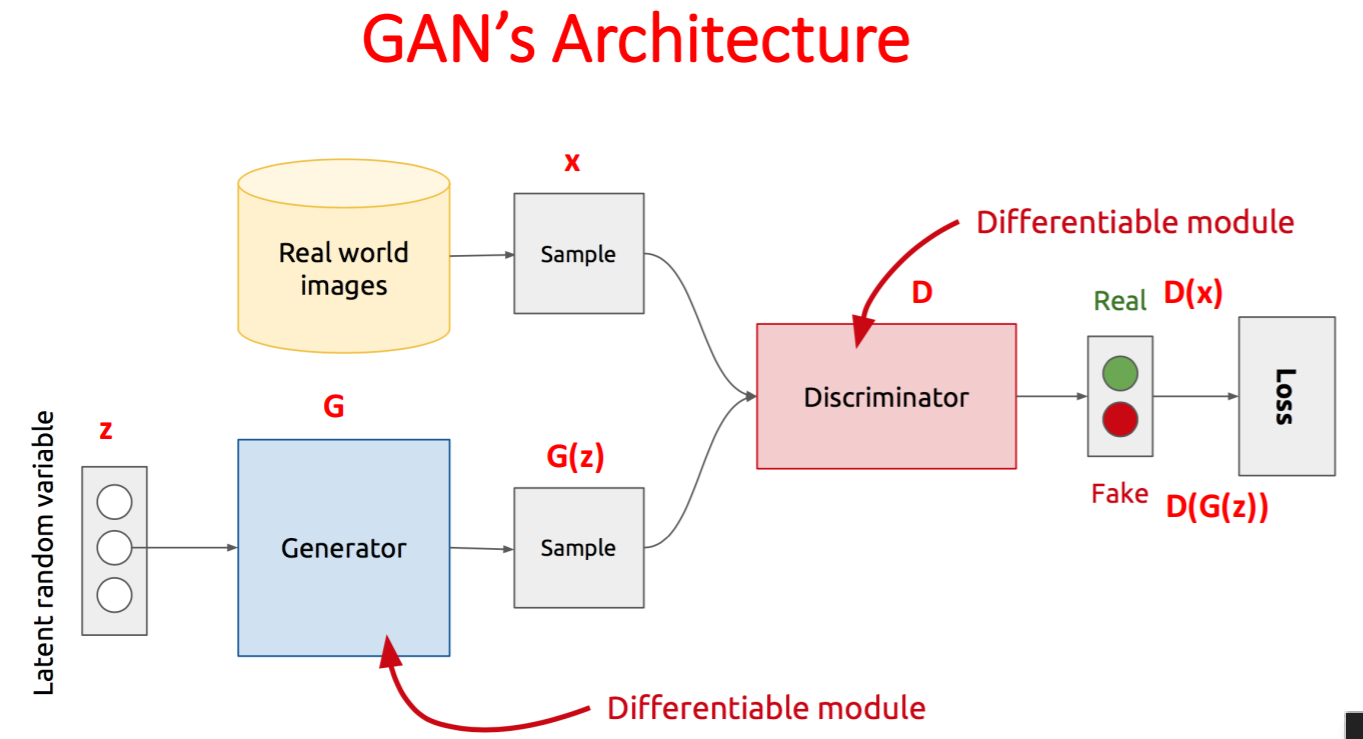 GAN's Architecture
x
Real world
images
Sample
Differentiable module
D
Real
D(x)
Discriminator
Loss
G
z
G(z)
Fake
D(G(z))
Latent random variable
Generator
Sample
Differentiable module